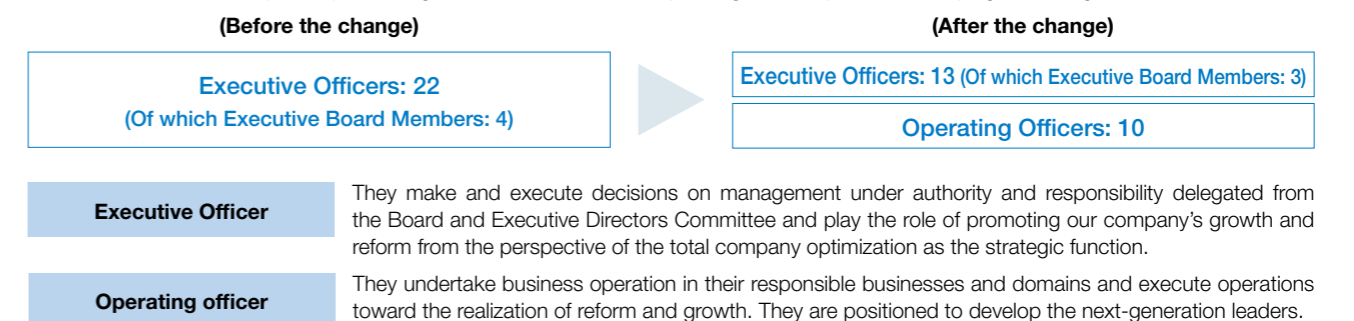 (Before the change)
(After the change)
Executive Officers: 22
(Of which Executive Board Members: 4)
Executive Officers: 13 (Of which Executive Board Members: 3)
Operating Officers: 10
Executive Officer
They make and execute decisions on management under authority and responsibility delegated from
the Board and Executive Directors Committee and play the role of promoting our company's growth and
reform from the perspective of the total company optimization as the strategic function.
Operating officer
They undertake business operation in their responsible businesses and domains and execute operations
toward the realization of reform and growth. They are positioned to develop the next-generation leaders.